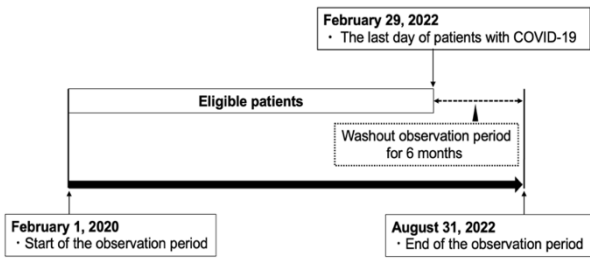 February 29, 2022
・The last day of patients with COVID-19
Eligible patients
Washout observation period
for 6 months
February 1, 2020
・Start of the observation period
August 31, 2022
・End of the observation period